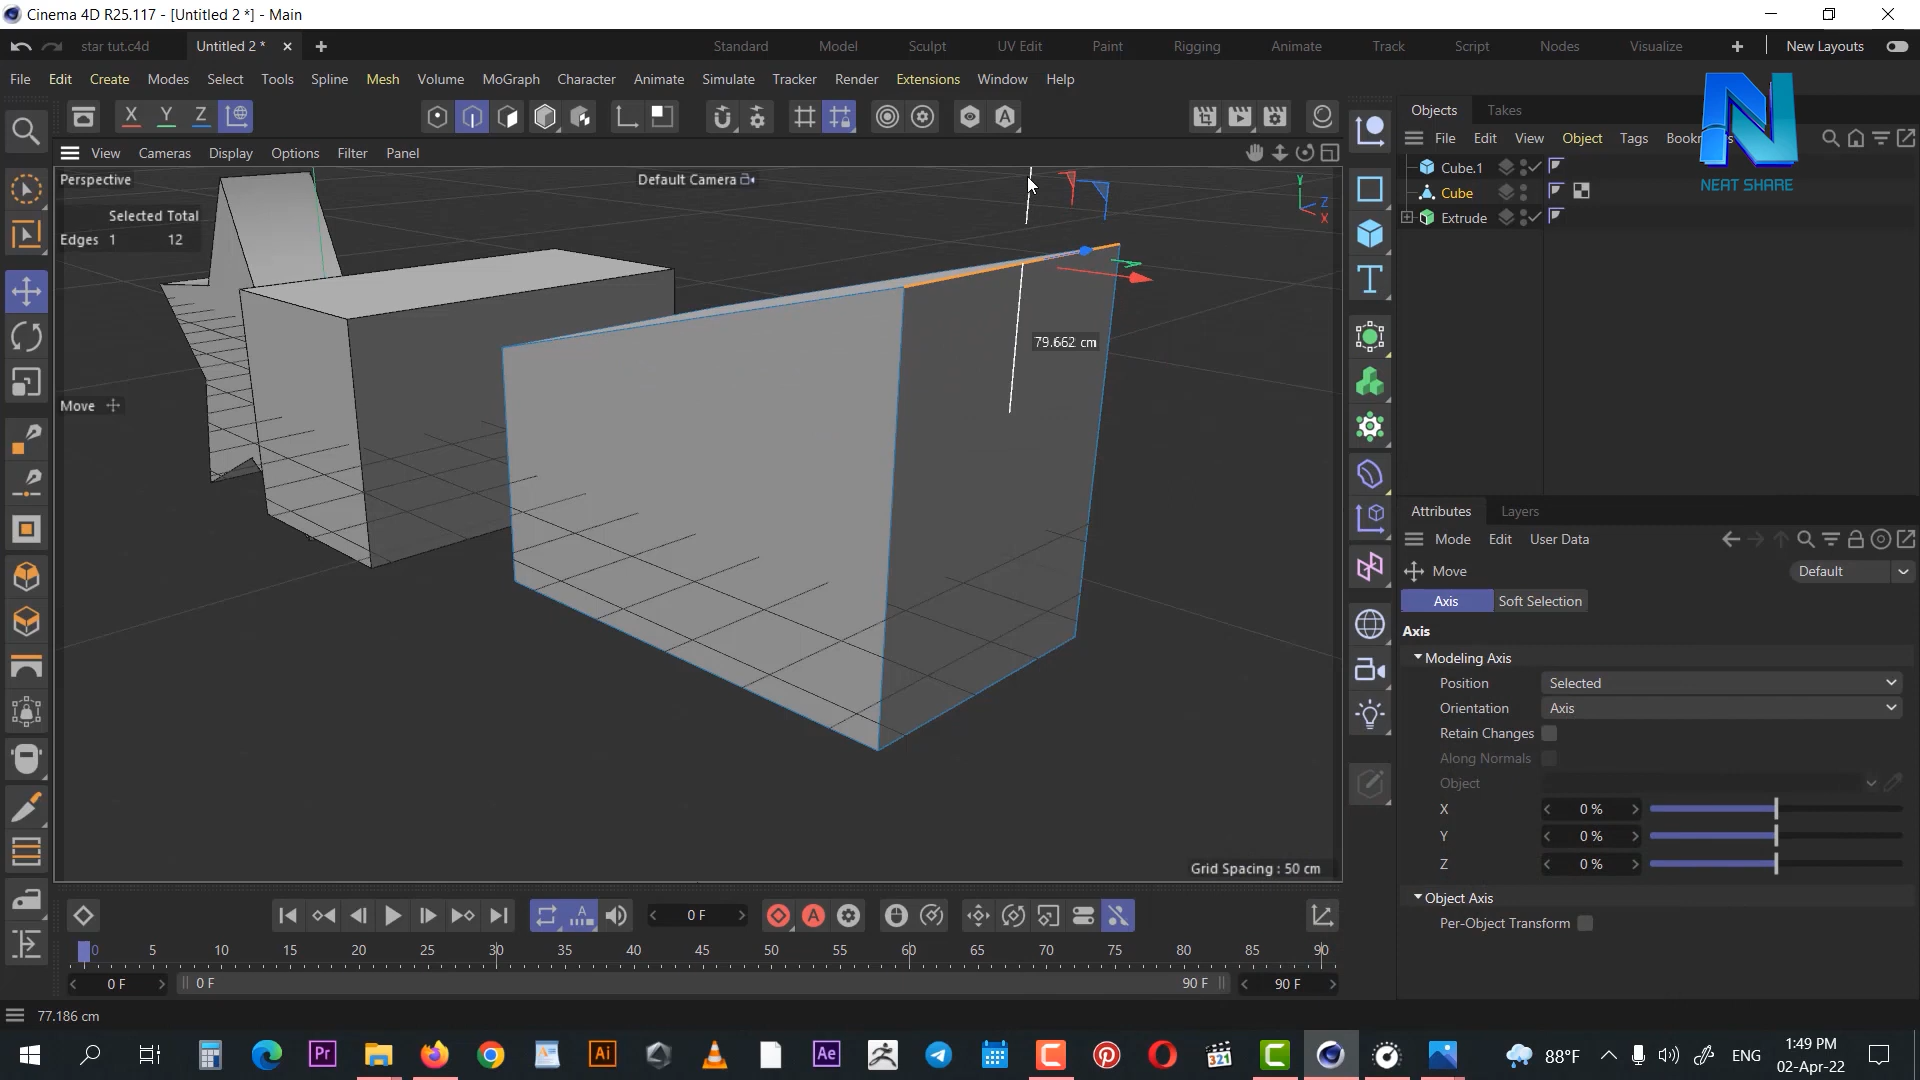 Cinema 4D R25.117 - [Untitled 2 *] - Main
star tut.c4d
Untitled 2 *
Standard
Model
Sculpt
UV Edit
Paint
Rigging
Animate
Track
Script
Nodes
Visualize
New Layouts
File
Edit
Create
Modes
Select
Tools
Spline
Mesh
Volume
MoGraph
Character
Animate
Simulate
Tracker
Render
Extensions
Window
Help
X
Y
Z
Objects
Takes
NEAT SHARE
View
Cameras
Display
Options
Filter
Panel
File
Edit
View
Object
Tags
Perspective
Default Camera
Y
Z
X
Cube.1
Cube
Extrude
Selected Total
Edges 1 12
79.662 cm
Move
Grid Spacing : 50 cm
Attributes
Layers
Mode
Edit
User Data
Move
Default
Axis
Soft Selection
Axis
Modeling Axis
Position
Selected
Orientation
Axis
Retain Changes
Along Normals
Object
X
0 %
Y
0 %
Z
0 %
Object Axis
Per-Object Transform
0 F
0
5
10
15
20
25
30
35
40
45
50
55
60
65
70
75
80
85
90
0 F
0 F
90 F
90 F
77.186 cm
Pr
Ai
Ae
321
88°F
ENG
1:49 PM
02-Apr-22